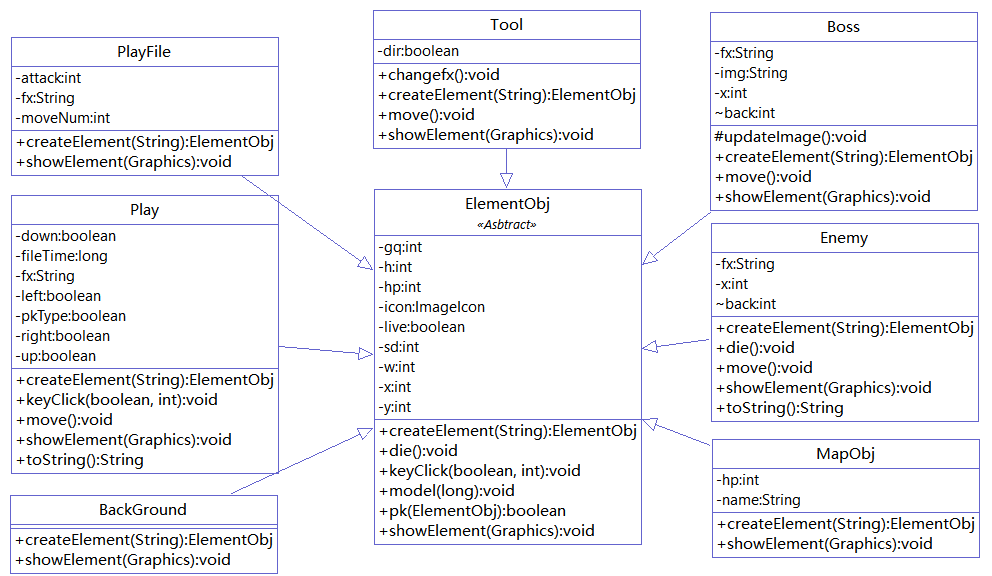 PlayFile
-attack:int
-fx:String
-moveNum:int
+createElement(String):ElementObj
+showElement(Graphics):void
Tool
-dir:boolean
+changefx():void
+createElement(String):ElementObj
+move():void
+showElement(Graphics):void
Boss
-fx:String
-img:String
-x:int
~back:int
#updateImage():void
+createElement(String):ElementObj
+move():void
+showElement(Graphics):void
Play
-down:boolean
-fileTime:long
-fx:String
-left:boolean
-pkType:boolean
-right:boolean
-up:boolean
+createElement(String):ElementObj
+keyClick(boolean, int):void
+move():void
+showElement(Graphics):void
+toString():String
ElementObj
«Asbtract»
-gq:int
-h:int
-hp:int
-icon:ImageIcon
-live:boolean
-sd:int
-w:int
-x:int
-y:int
+createElement(String):ElementObj
+die():void
+keyClick(boolean, int):void
+model(long):void
+pk(ElementObj):boolean
+showElement(Graphics):void
Enemy
-fx:String
-x:int
~back:int
+createElement(String):ElementObj
+die():void
+move():void
+showElement(Graphics):void
+toString():String
BackGround
+createElement(String):ElementObj
+showElement(Graphics):void
MapObj
-hp:int
-name:String
+createElement(String):ElementObj
+showElement(Graphics):void